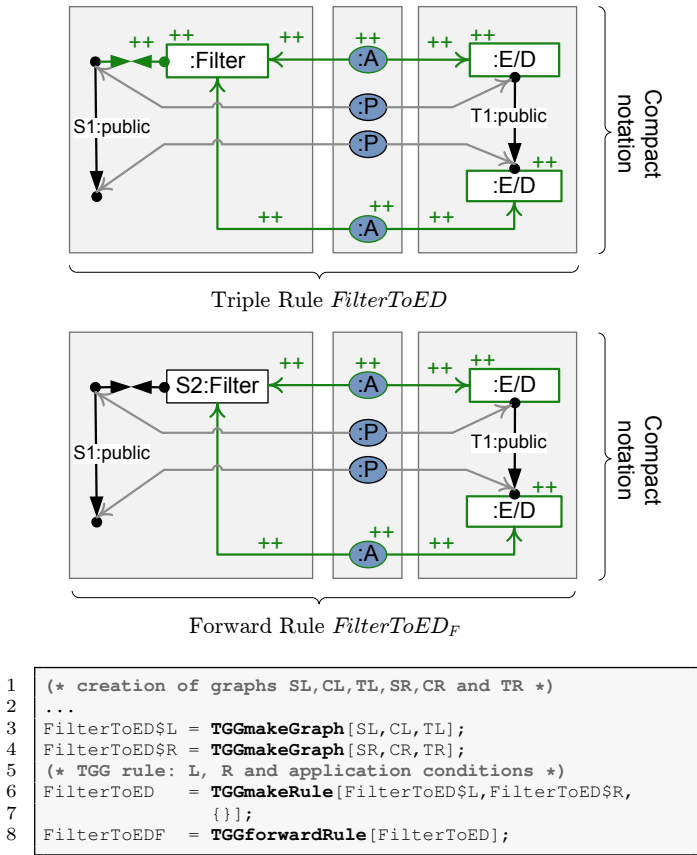 ++ ++ ++ ++ ++ ++
:Filter :A :E/D
:P
S1:public T1:public
:P
++
:E/D
++ ++ ++
:A
Compact
notation
Triple Rule FilterToED
++ ++ ++ ++
S2:Filter :A :E/D
:P
S1:public T1:public
:P
++
:E/D
++ ++ ++
:A
Compact
notation
Forward Rule FilterToED_F
1 (* creation of graphs SL,CL,TL,SR,CR and TR *)
2 ...
3 FilterToED$L = TGGmakeGraph[SL,CL,TL];
4 FilterToED$R = TGGmakeGraph[SR,CR,TR];
5 (* TGG rule: L, R and application conditions *)
6 FilterToED = TGGmakeRule[FilterToED$L,FilterToED$R,
7 {}];
8 FilterToEDF = TGGforwardRule[FilterToED];